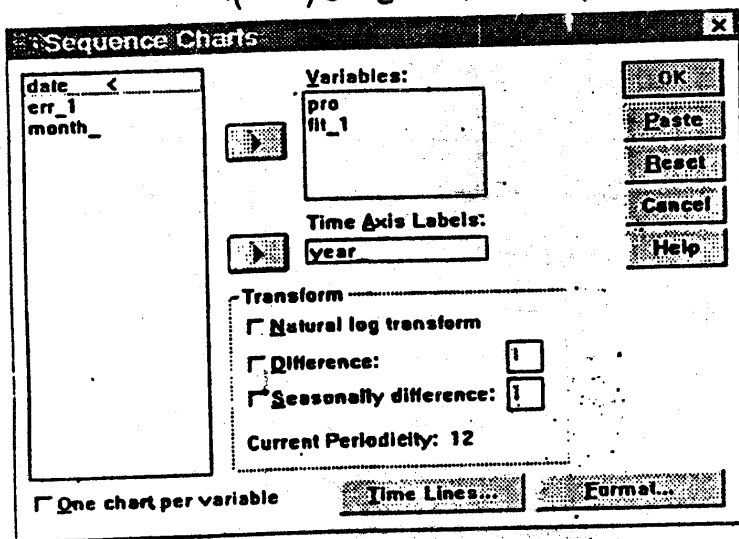 Sequence Charts
date_ <
err_1
month_
Variables:
pro
fit_1
Time Axis Labels:
year_
Transform
Natural log transform
Difference: 1
Seasonally difference: 1
Current Periodicity: 12
One chart per variable
Time Lines...
Format...
OK
Paste
Reset
Cancel
Help